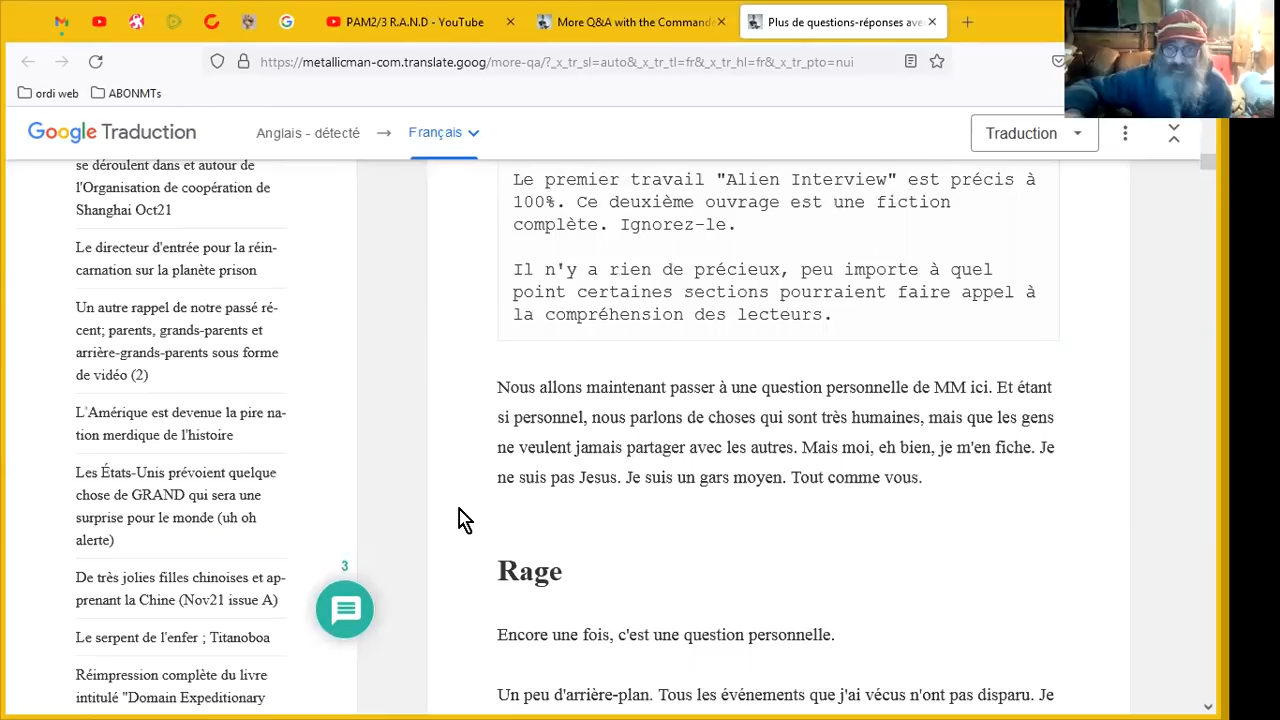 PAM2/3 R.A.N.D - YouTube
More Q&A with the Commande
Plus de questions-réponses ave
https://metallicman-com.translate.goog/more-qa/?_x_tr_sl=auto&_x_tr_tl=fr&_x_tr_hl=fr&_x_tr_pto=nui
ordi web
ABONMTs
Google Traduction
Anglais - détecté
Français
Traduction
se déroulent dans et autour de
l'Organisation de coopération de
Shanghai Oct21
Le directeur d'entrée pour la réin-
carnation sur la planète prison
Un autre rappel de notre passé ré-
cent; parents, grands-parents et
arrière-grands-parents sous forme
de vidéo (2)
L'Amérique est devenue la pire na-
tion merdique de l'histoire
Les États-Unis prévoient quelque
chose de GRAND qui sera une
surprise pour le monde (uh oh
alerte)
De très jolies filles chinoises et ap-
prenant la Chine (Nov21 issue A)
Le serpent de l'enfer ; Titanoboa
Réimpression complète du livre
intitulé "Domain Expeditionary
3
Le premier travail "Alien Interview" est précis à
100%. Ce deuxième ouvrage est une fiction
complète. Ignorez-le.
Il n'y a rien de précieux, peu importe à quel
point certaines sections pourraient faire appel à
la compréhension des lecteurs.
Nous allons maintenant passer à une question personnelle de MM ici. Et étant
si personnel, nous parlons de choses qui sont très humaines, mais que les gens
ne veulent jamais partager avec les autres. Mais moi, eh bien, je m'en fiche. Je
ne suis pas Jesus. Je suis un gars moyen. Tout comme vous.
Rage
Encore une fois, c'est une question personnelle.
Un peu d'arrière-plan. Tous les événements que j'ai vécus n'ont pas disparu. Je